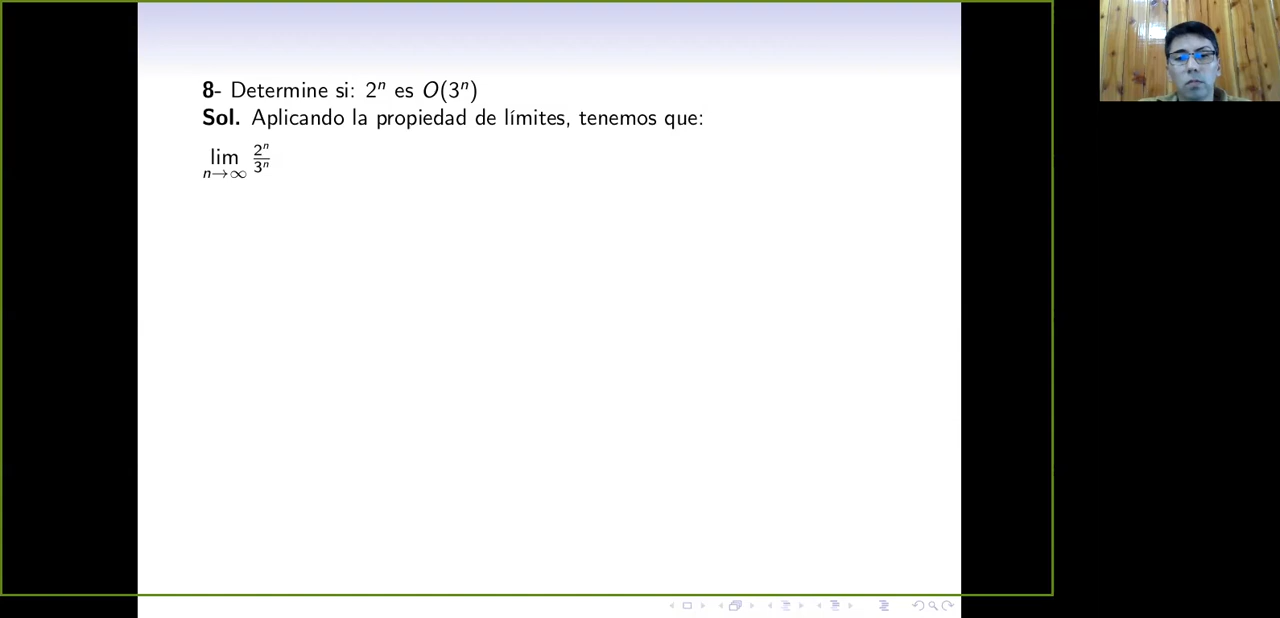 8- Determine si: 2ⁿ es O(3ⁿ)
Sol. Aplicando la propiedad de límites, tenemos que:
lim n→∞ 2ⁿ/3ⁿ